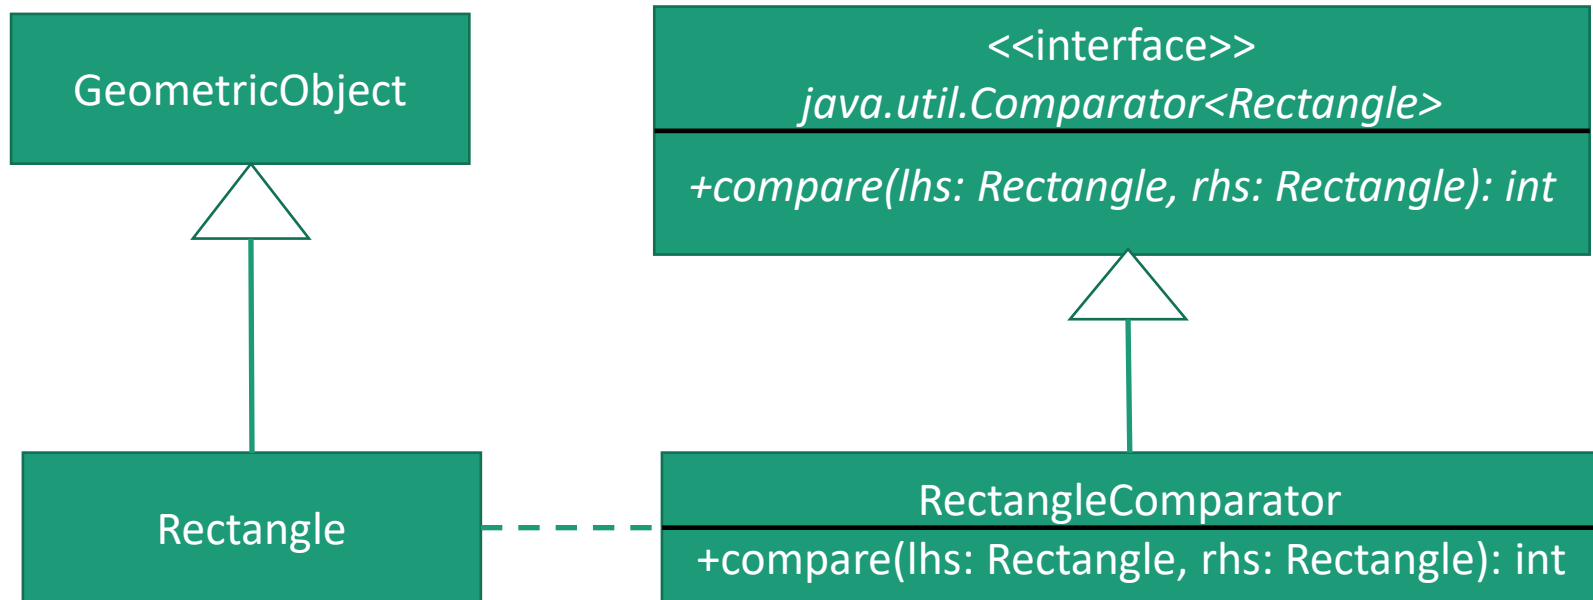 GeometricObject
<<interface>>
java.util.Comparator<Rectangle>
+compare(lhs: Rectangle, rhs: Rectangle): int
Rectangle
RectangleComparator
+compare(lhs: Rectangle, rhs: Rectangle): int